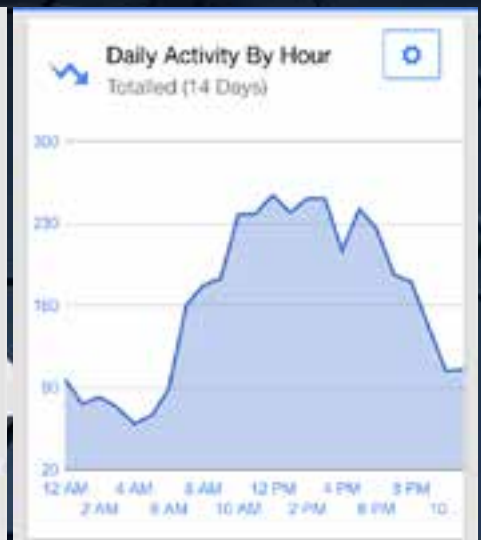 Daily Activity By Hour
Totalled (14 Days)
300
230
160
90
20
12 AM 4 AM 8 AM 12 PM 4 PM 8 PM
2 AM 6 AM 10 AM 2 PM 6 PM 10...